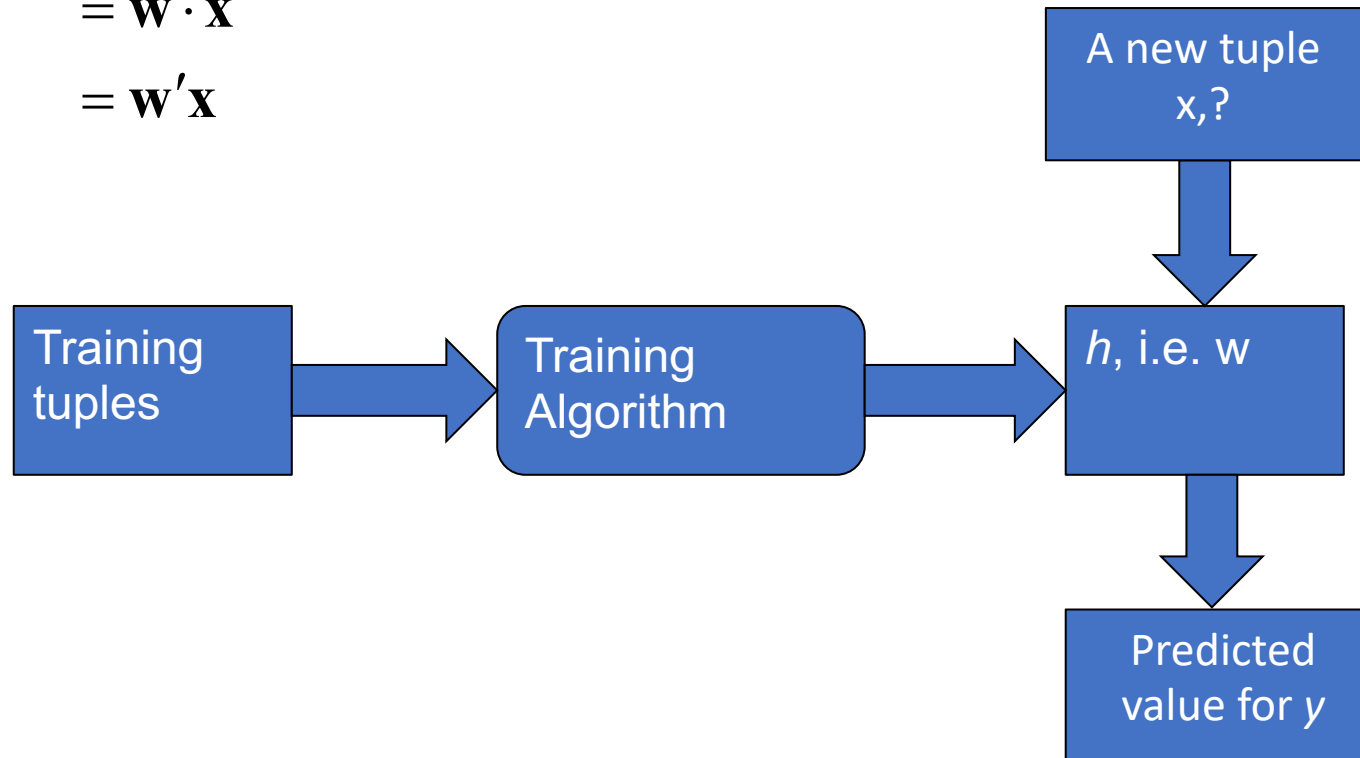 = w · x
= w′x
A new tuple
x,?
Training
tuples
Training
Algorithm
h, i.e. w
Predicted
value for y